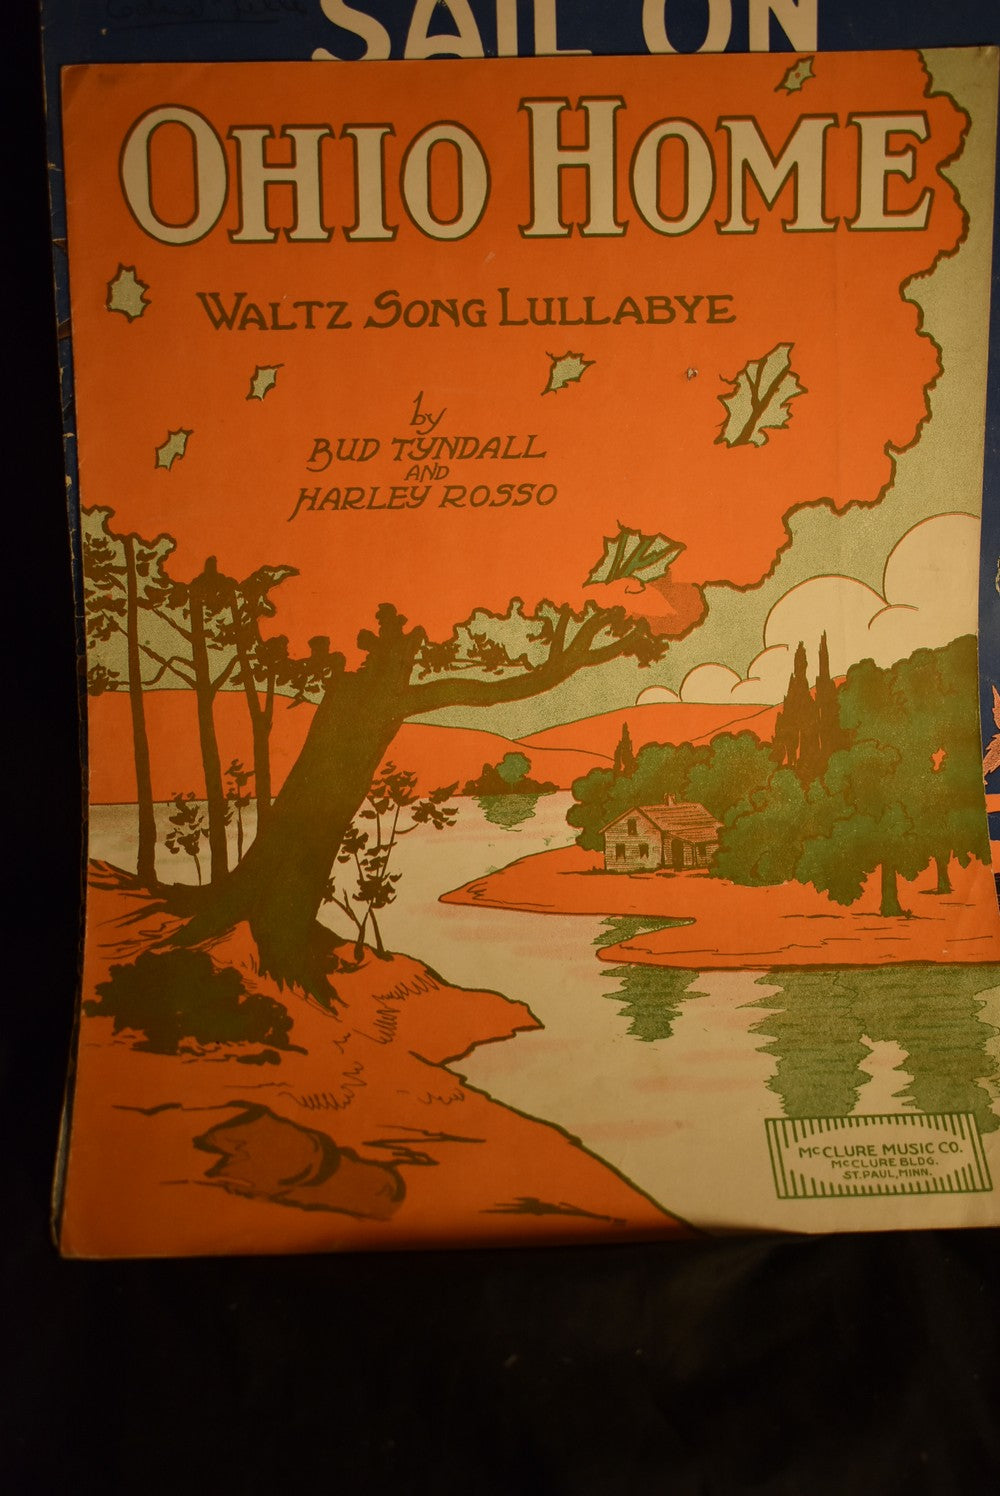 SAIL ON
OHIO HOME
WALTZ SONG LULLABYE
by
BUD TYNDALL
AND
HARLEY ROSSO
McCLURE MUSIC CO.
McCLURE BLDG.
ST. PAUL, MINN.